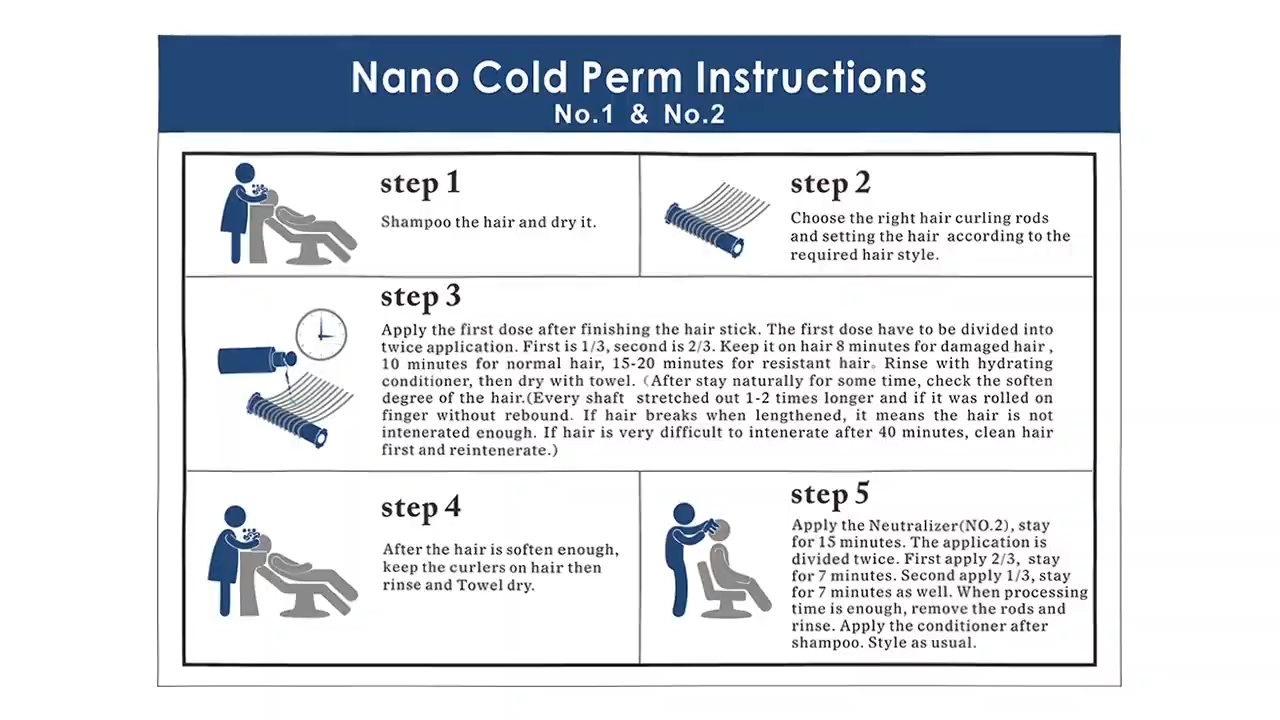 Nano Cold Perm Instructions
No.1 & No.2
step 1
Shampoo the hair and dry it.
step 2
Choose the right hair curling rods
and setting the hair according to the
required hair style.
step 3
Apply the first dose after finishing the hair stick. The first dose have to be divided into
twice application. First is 1/3, second is 2/3. Keep it on hair 8 minutes for damaged hair ,
10 minutes for normal hair, 15-20 minutes for resistant hair。 Rinse with hydrating
conditioner, then dry with towel.（After stay naturally for some time, check the soften
degree of the hair.(Every shaft stretched out 1-2 times longer and if it was rolled on
finger without rebound. If hair breaks when lengthened, it means the hair is not
intenerated enough. If hair is very difficult to intenerate after 40 minutes, clean hair
first and reintenerate.)
step 4
After the hair is soften enough,
keep the curlers on hair then
rinse and Towel dry.
step 5
Apply the Neutralizer(NO.2), stay
for 15 minutes. The application is
divided twice. First apply 2/3, stay
for 7 minutes. Second apply 1/3, stay
for 7 minutes as well. When processing
time is enough, remove the rods and
rinse. Apply the conditioner after
shampoo. Style as usual.